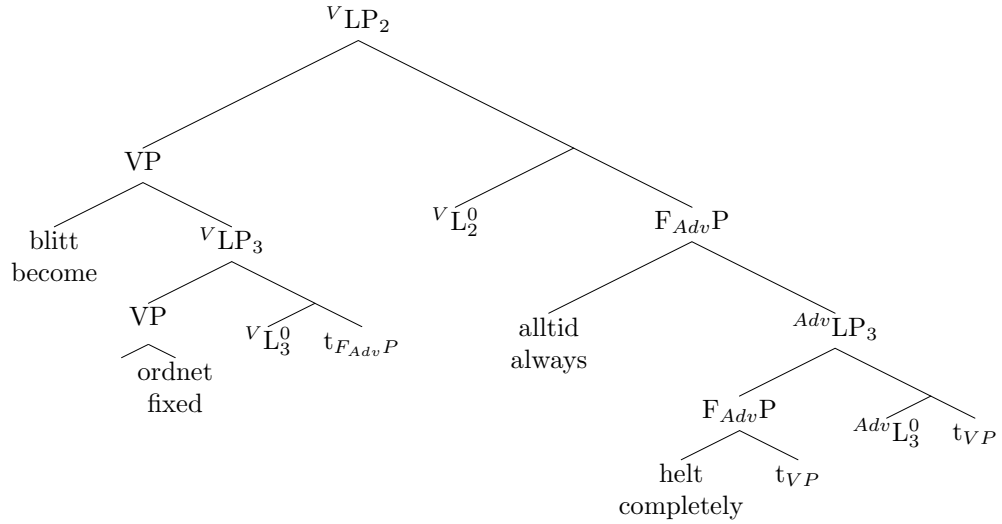 VLP2
VP
VL02
FAdvP
blitt
become
VLP3
alltid
always
AdvLP3
VP
VL03
tFAdvP
ordnet
fixed
FAdvP
AdvL03
tVP
helt
completely
tVP